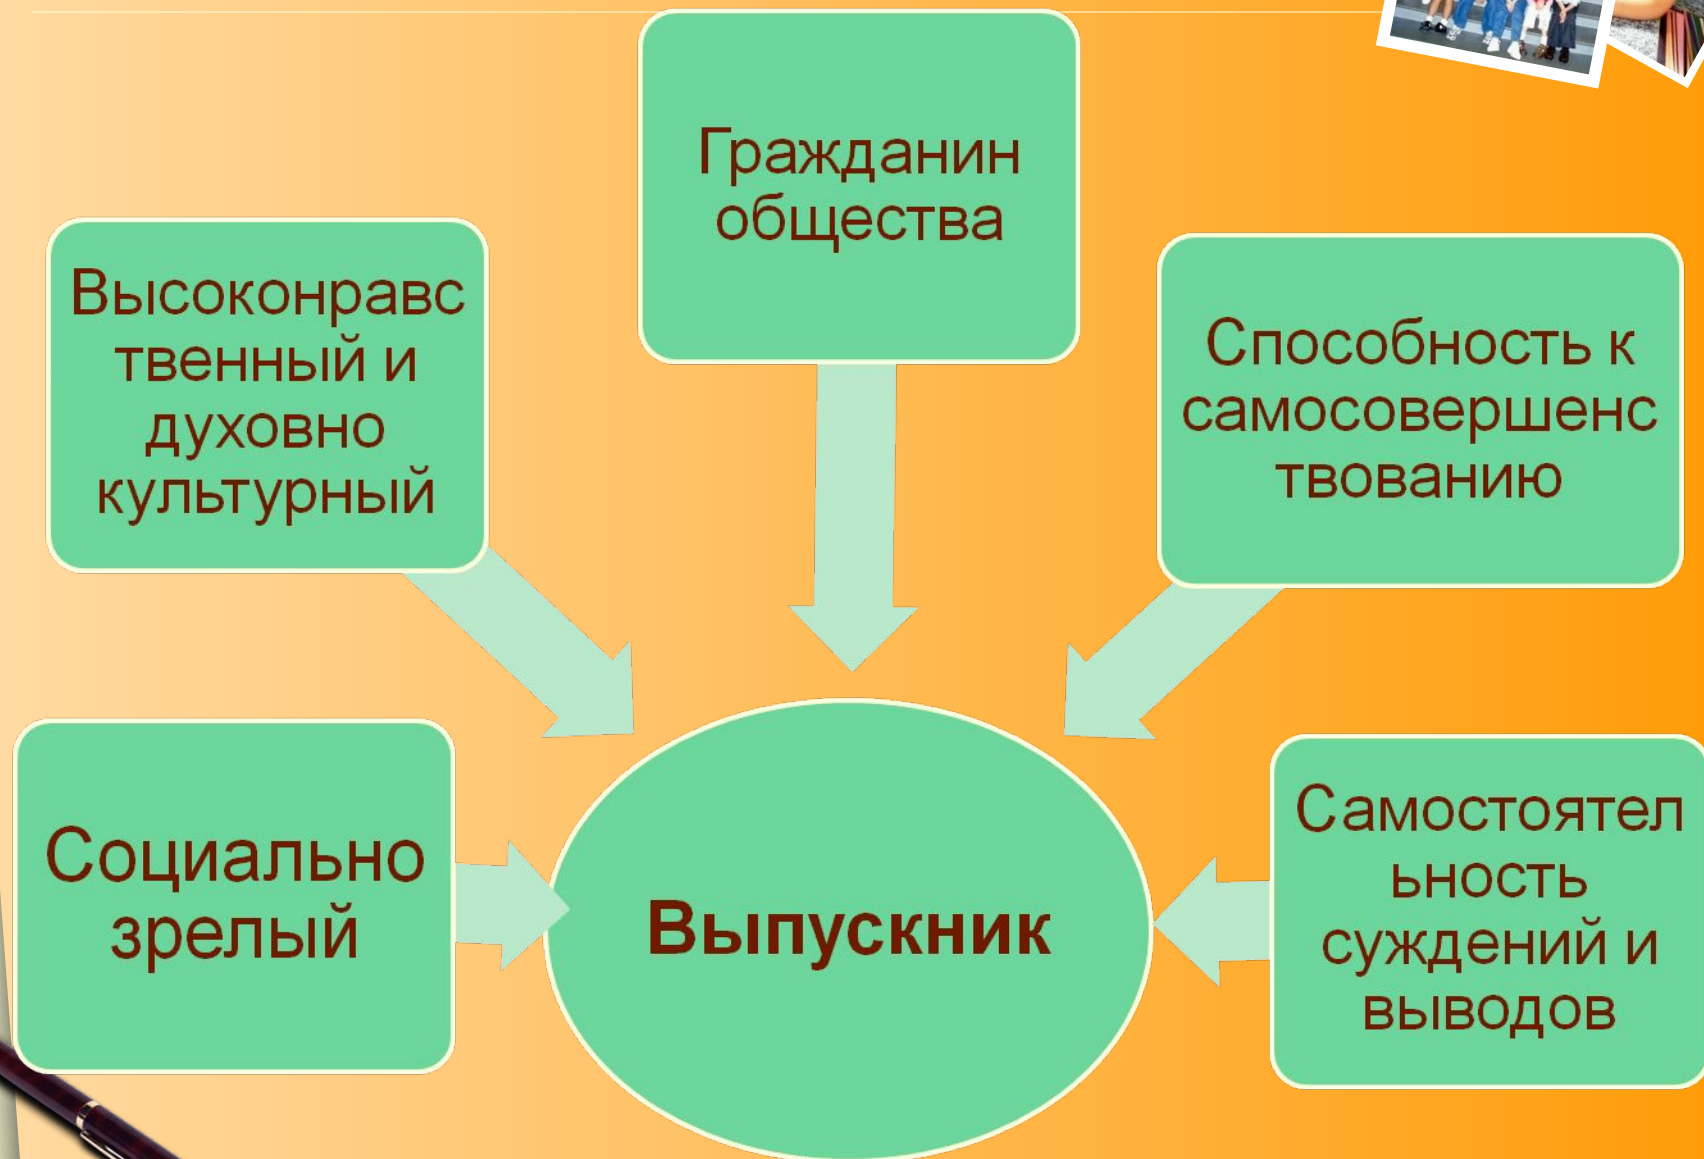 Гражданин
общества
Высоконравс
твенный и
духовно
культурный
Способность к
самосовершенс
твованию
Социально
зрелый
Выпускник
Самостоятел
ьность
суждений и
выводов